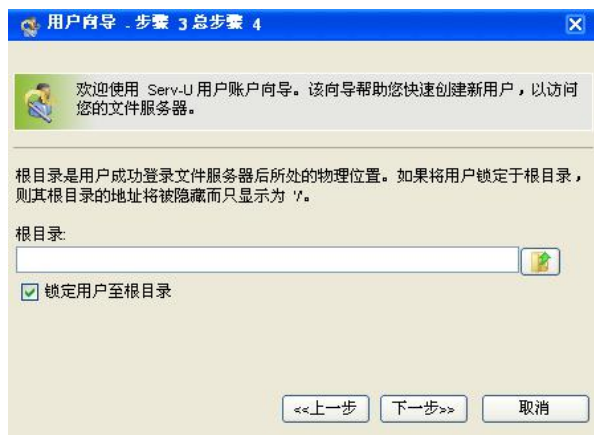 用户向导 - 步骤 3 总步骤 4
欢迎使用 Serv-U 用户账户向导。该向导帮助您快速创建新用户，以访问
您的文件服务器。
根目录是用户成功登录文件服务器后所处的物理位置。如果将用户锁定于根目录，
则其根目录的地址将被隐藏而只显示为 '/'。
根目录:
锁定用户至根目录
<<上一步
下一步>>
取消